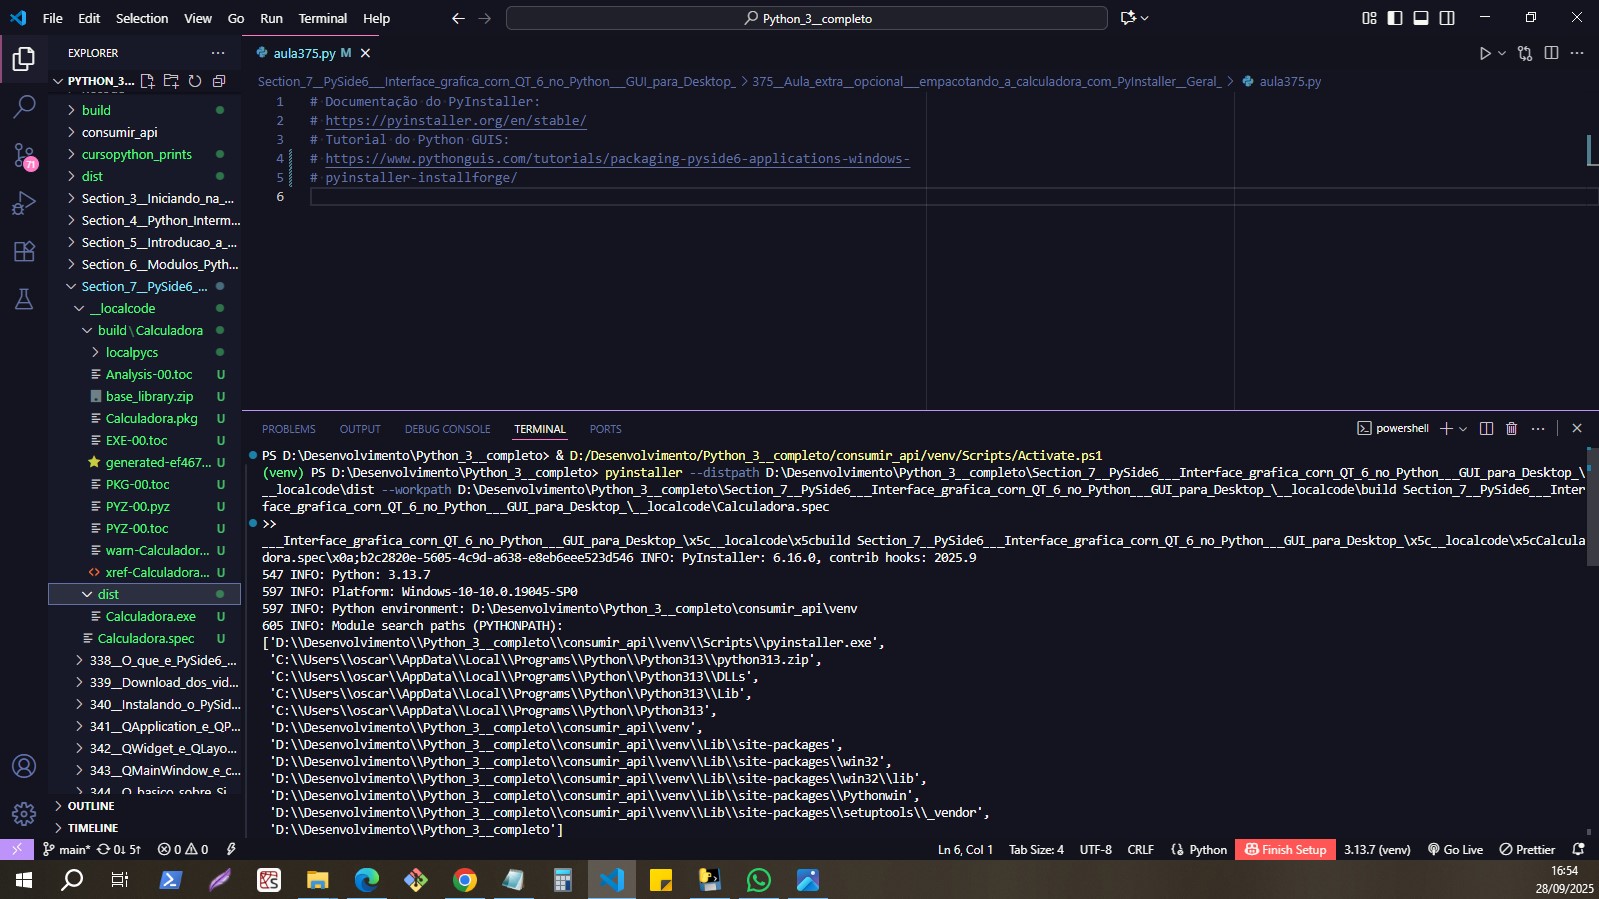 File Edit Selection View Go Run Terminal Help
Python_3__completo
EXPLORER
PYTHON_3...
build
consumir_api
cursopython_prints
dist
Section_3__Iniciando_na_...
Section_4__Python_Interm...
Section_5__Introducao_a_...
Section_6__Modulos_Pyth...
Section_7__PySide6_...
__localcode
build\Calculadora
localpycs
Analysis-00.toc U
base_library.zip U
Calculadora.pkg U
EXE-00.toc U
generated-ef467... U
PKG-00.toc U
PYZ-00.pyz U
PYZ-00.toc U
warn-Calculador... U
xref-Calculadora... U
dist
Calculadora.exe U
Calculadora.spec U
338__O_que_e_PySide6_...
339__Download_dos_vid...
340__Instalando_o_PySid...
341__QApplication_e_QP...
342__QWidget_e_QLayo...
343__QMainWindow_e_c...
344__O_basico_sobre_Si...
OUTLINE
TIMELINE
71
aula375.py M
Section_7__PySide6___Interface_grafica_corn_QT_6_no_Python___GUI_para_Desktop_ > 375__Aula_extra__opcional___empacotando_a_calculadora_com_PyInstaller__Geral_ > aula375.py
1 # Documentação do PyInstaller:
2 # https://pyinstaller.org/en/stable/
3 # Tutorial do Python GUIS:
4 # https://www.pythonguis.com/tutorials/packaging-pyside6-applications-windows-
5 # pyinstaller-installforge/
6
PROBLEMS OUTPUT DEBUG CONSOLE TERMINAL PORTS
powershell
PS D:\Desenvolvimento\Python_3__completo> & D:/Desenvolvimento/Python_3__completo/consumir_api/venv/Scripts/Activate.ps1
(venv) PS D:\Desenvolvimento\Python_3__completo> pyinstaller --distpath D:\Desenvolvimento\Python_3__completo\Section_7__PySide6___Interface_grafica_corn_QT_6_no_Python___GUI_para_Desktop_\
__localcode\dist --workpath D:\Desenvolvimento\Python_3__completo\Section_7__PySide6___Interface_grafica_corn_QT_6_no_Python___GUI_para_Desktop_\__localcode\build Section_7__PySide6___Inter
face_grafica_corn_QT_6_no_Python___GUI_para_Desktop_\__localcode\Calculadora.spec
>>
___Interface_grafica_corn_QT_6_no_Python___GUI_para_Desktop_\x5c__localcode\x5cbuild Section_7__PySide6___Interface_grafica_corn_QT_6_no_Python___GUI_para_Desktop_\x5c__localcode\x5cCalcula
dora.spec\x0a;b2c2820e-5605-4c9d-a638-e8eb6eee523d546 INFO: PyInstaller: 6.16.0, contrib hooks: 2025.9
547 INFO: Python: 3.13.7
597 INFO: Platform: Windows-10-10.0.19045-SP0
597 INFO: Python environment: D:\Desenvolvimento\Python_3__completo\consumir_api\venv
605 INFO: Module search paths (PYTHONPATH):
['D:\\Desenvolvimento\\Python_3__completo\\consumir_api\\venv\\Scripts\\pyinstaller.exe',
'C:\\Users\\oscar\\AppData\\Local\\Programs\\Python\\Python313\\python313.zip',
'C:\\Users\\oscar\\AppData\\Local\\Programs\\Python\\Python313\\DLLs',
'C:\\Users\\oscar\\AppData\\Local\\Programs\\Python\\Python313\\Lib',
'C:\\Users\\oscar\\AppData\\Local\\Programs\\Python\\Python313',
'D:\\Desenvolvimento\\Python_3__completo\\consumir_api\\venv',
'D:\\Desenvolvimento\\Python_3__completo\\consumir_api\\venv\\Lib\\site-packages',
'D:\\Desenvolvimento\\Python_3__completo\\consumir_api\\venv\\Lib\\site-packages\\win32',
'D:\\Desenvolvimento\\Python_3__completo\\consumir_api\\venv\\Lib\\site-packages\\win32\\lib',
'D:\\Desenvolvimento\\Python_3__completo\\consumir_api\\venv\\Lib\\site-packages\\Pythonwin',
'D:\\Desenvolvimento\\Python_3__completo\\consumir_api\\venv\\Lib\\site-packages\\setuptools\\_vendor',
'D:\\Desenvolvimento\\Python_3__completo']
main* 0↓ 5↑ 0 0 Ln 6, Col 1 Tab Size: 4 UTF-8 CRLF Python Finish Setup 3.13.7 (venv) Go Live Prettier
16:54
28/09/2025